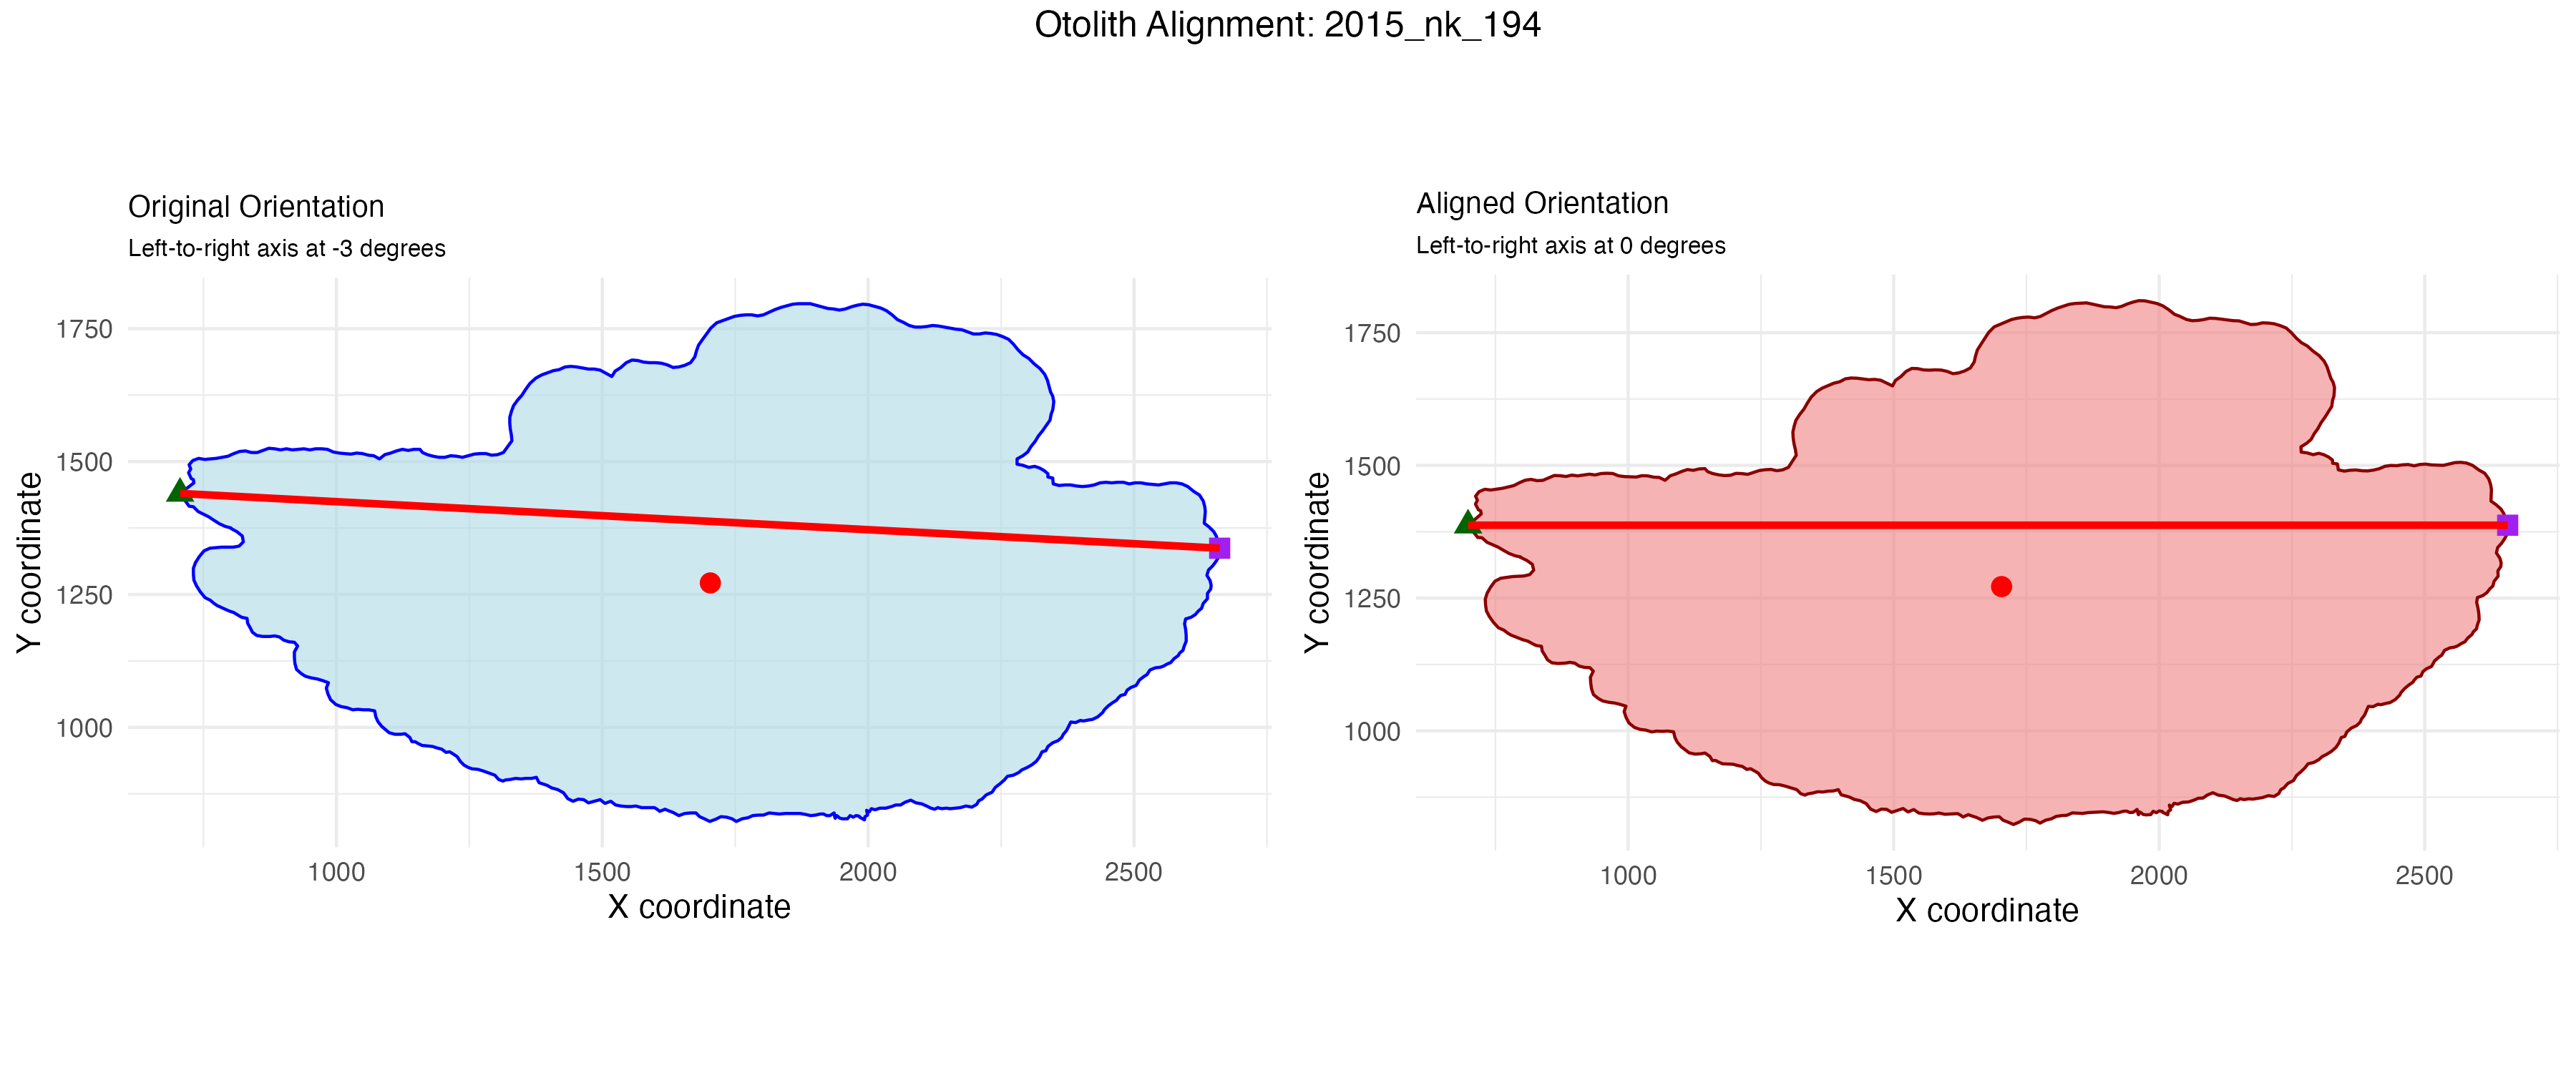 Otolith Alignment: 2015_nk_194
Original Orientation
Left-to-right axis at -3 degrees
Y coordinate
1750
1500
1250
1000
1000
1500
2000
2500
X coordinate
Aligned Orientation
Left-to-right axis at 0 degrees
Y coordinate
1750
1500
1250
1000
1000
1500
2000
2500
X coordinate